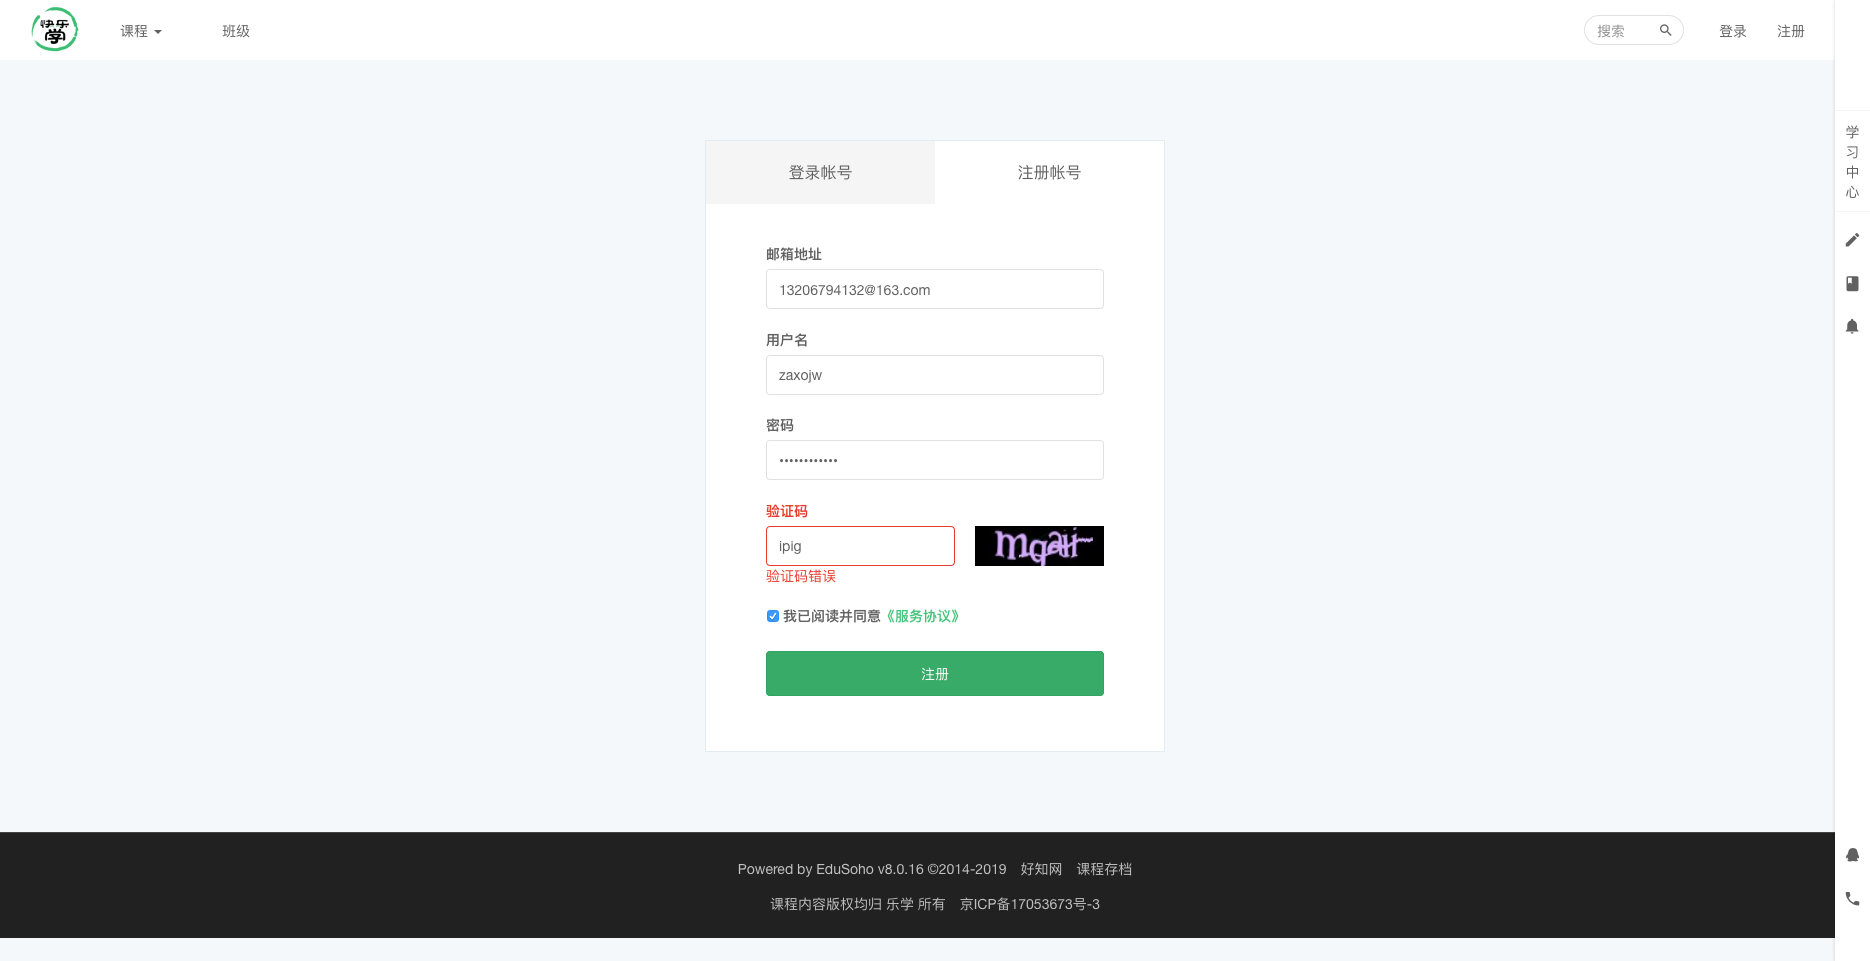 快乐
学
课程
班级
搜索
登录
注册
登录帐号
注册帐号
邮箱地址
13206794132@163.com
用户名
zaxojw
密码
••••••••••••
验证码
ipig
验证码错误
我已阅读并同意《服务协议》
注册
学
习
中
心
Powered by EduSoho v8.0.16 ©2014-2019 好知网 课程存档
课程内容版权均归 乐学 所有 京ICP备17053673号-3